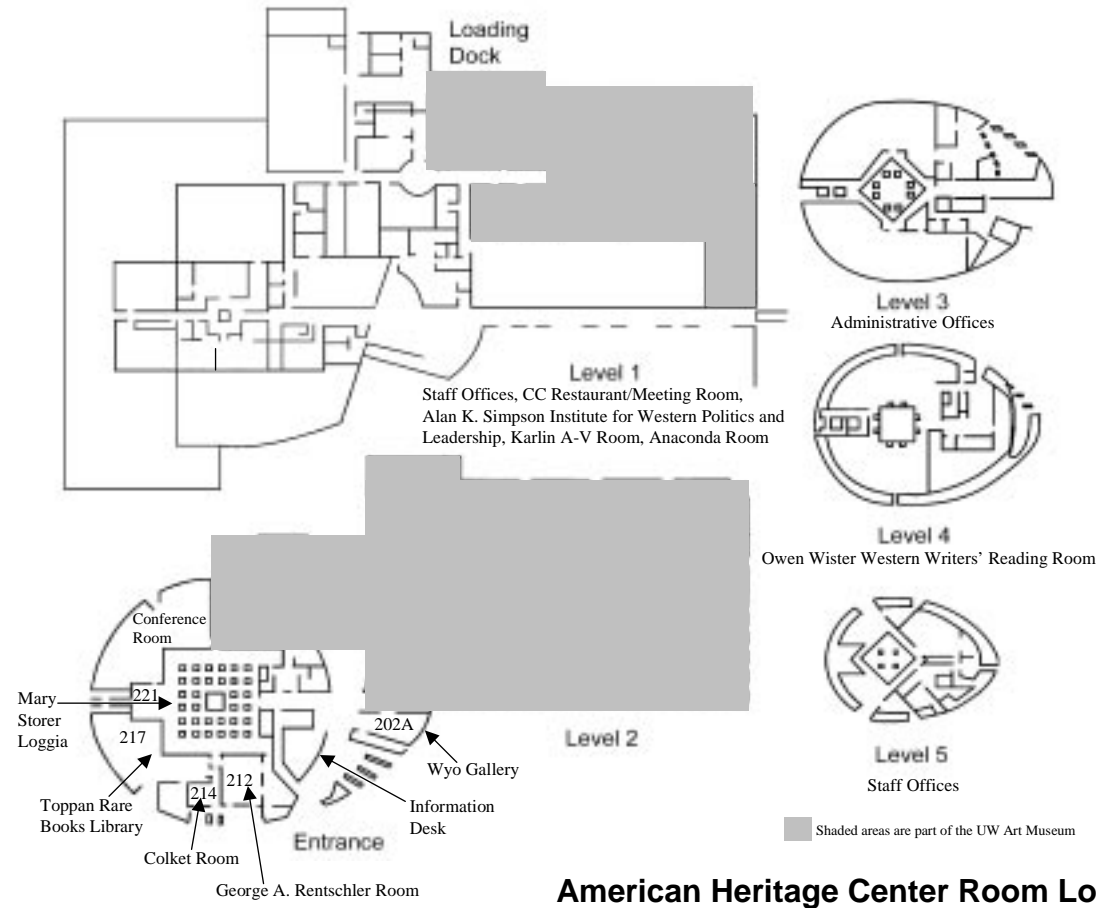 Loading
Dock
Level 1
Staff Offices, CC Restaurant/Meeting Room,
Alan K. Simpson Institute for Western Politics and
Leadership, Karlin A-V Room, Anaconda Room
Level 3
Administrative Offices
Level 4
Owen Wister Western Writers’ Reading Room
Level 5
Staff Offices
Conference
Room
Mary
Storer
Loggia
221
217
214
212
202A
Toppan Rare
Books Library
Colket Room
George A. Rentschler Room
Entrance
Information
Desk
Wyo Gallery
Level 2
Shaded areas are part of the UW Art Museum
American Heritage Center Room Lo